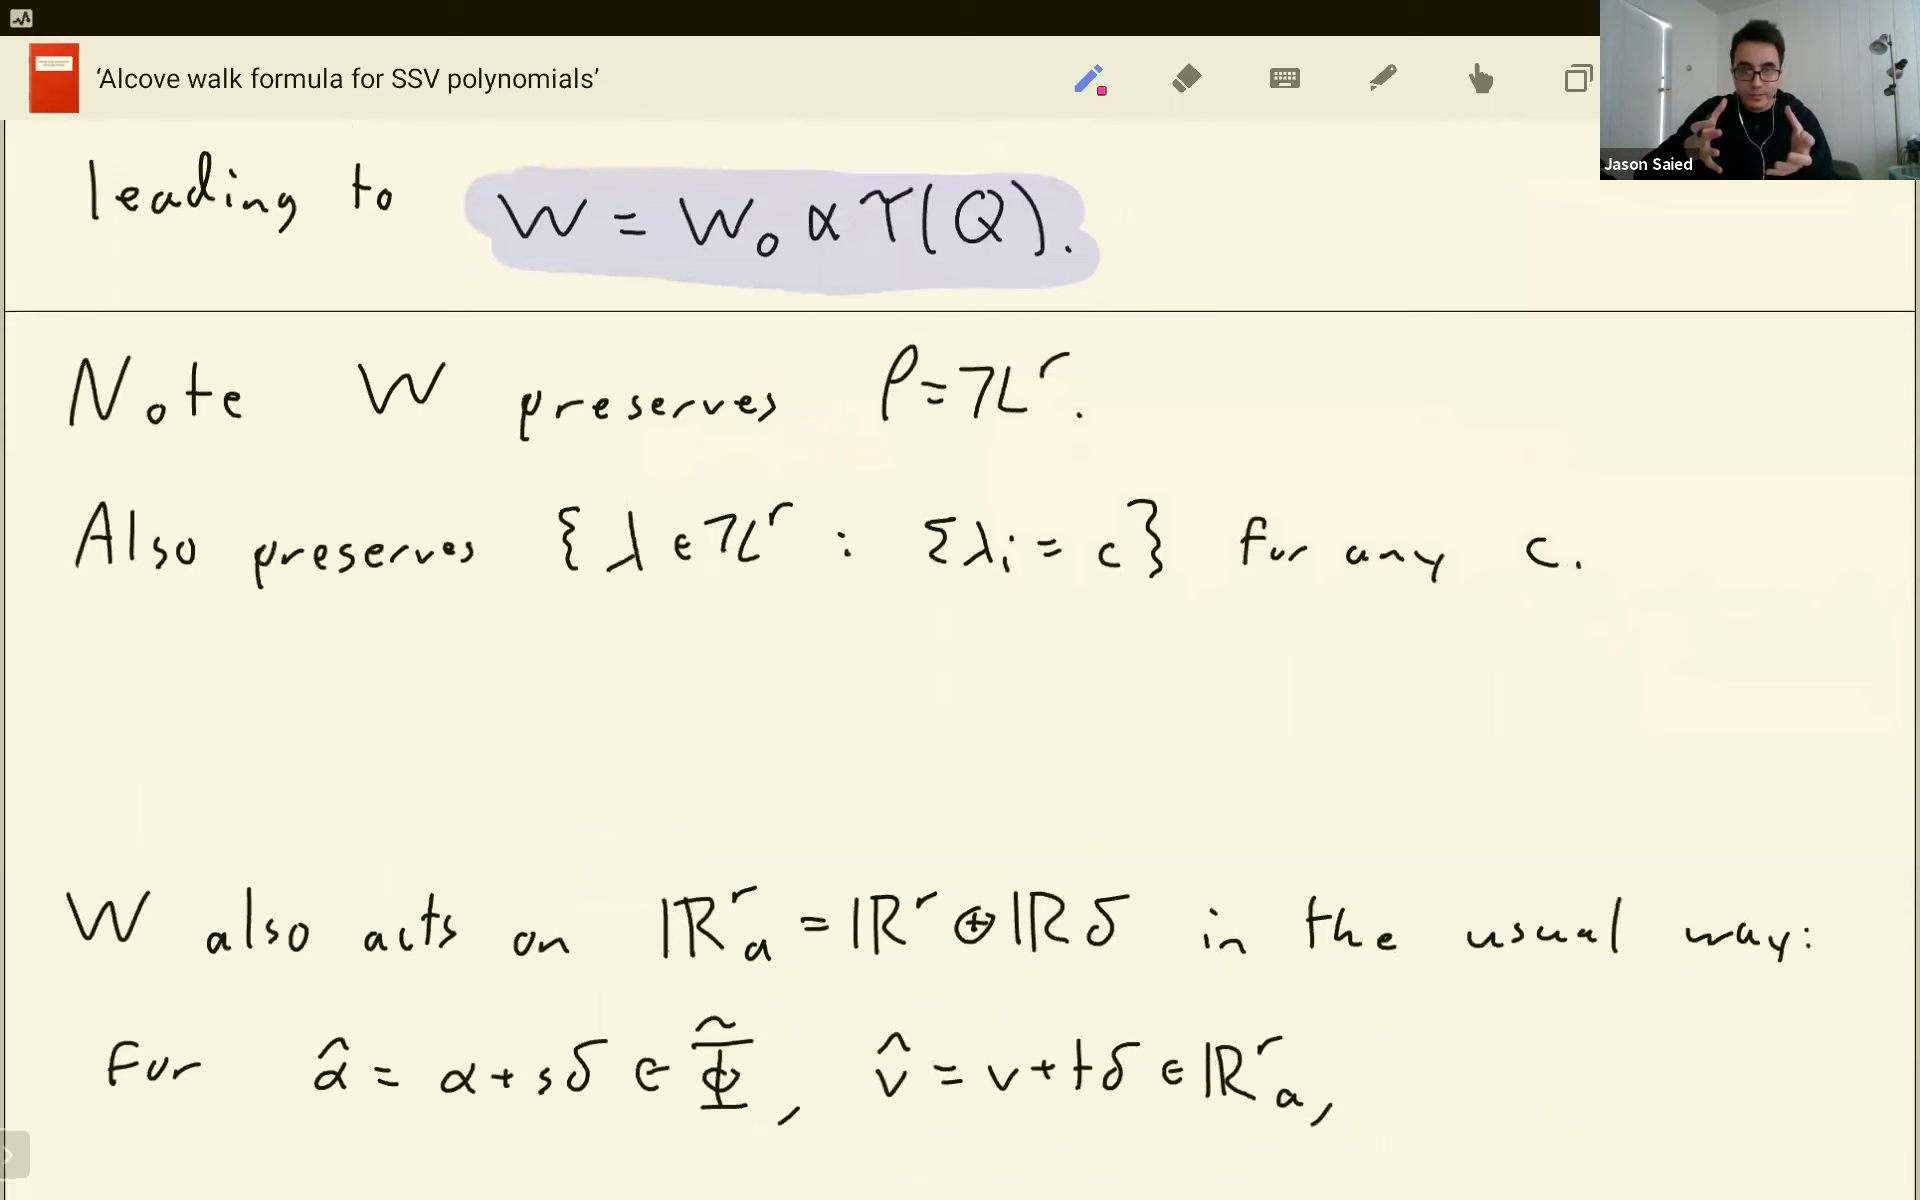 ‘Alcove walk formula for SSV polynomials’
Jason Saied
leading to W = W₀ ⋉ τ(Q).
Note W preserves P = ℤʳ.
Also preserves {λ ∈ ℤʳ : Σλᵢ = c} for any c.
W also acts on ℝʳₐ = ℝʳ ⊕ ℝδ in the usual way:
For α̂ = α + sδ ∈ Φ̃, v̂ = v + tδ ∈ ℝʳₐ,